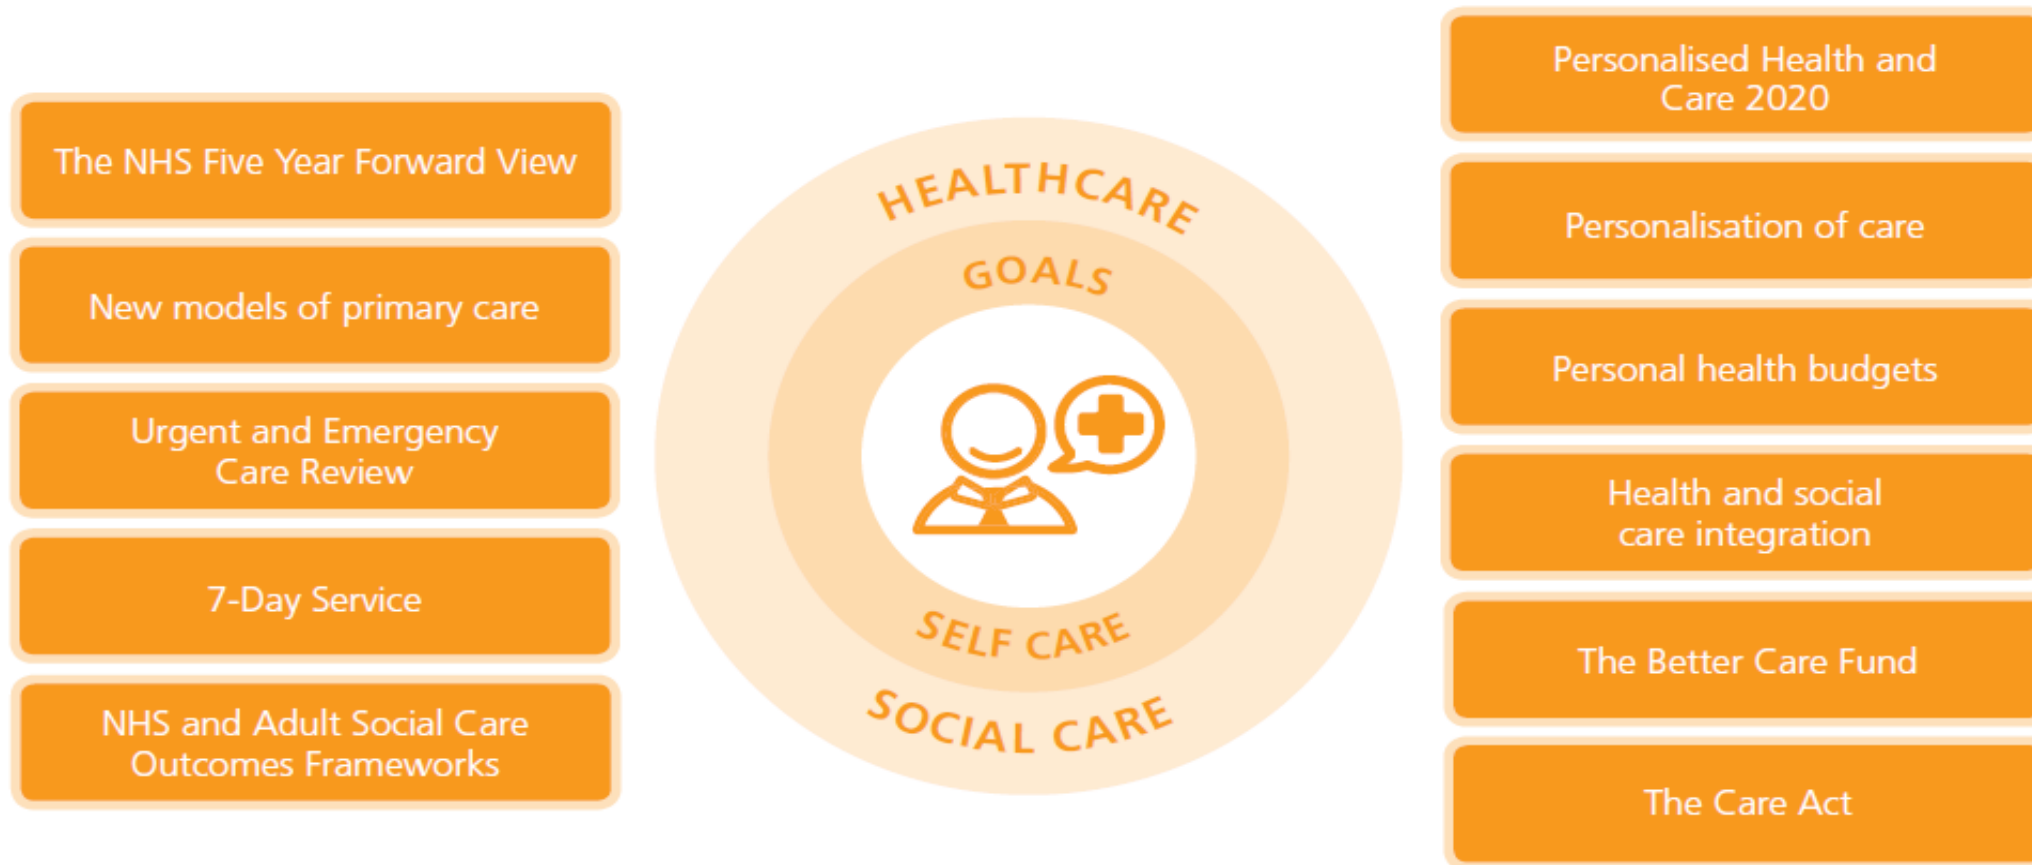 The NHS Five Year Forward View
New models of primary care
Urgent and Emergency
Care Review
7-Day Service
NHS and Adult Social Care
Outcomes Frameworks
HEALTHCARE
GOALS
SELF CARE
SOCIAL CARE
Personalised Health and
Care 2020
Personalisation of care
Personal health budgets
Health and social
care integration
The Better Care Fund
The Care Act